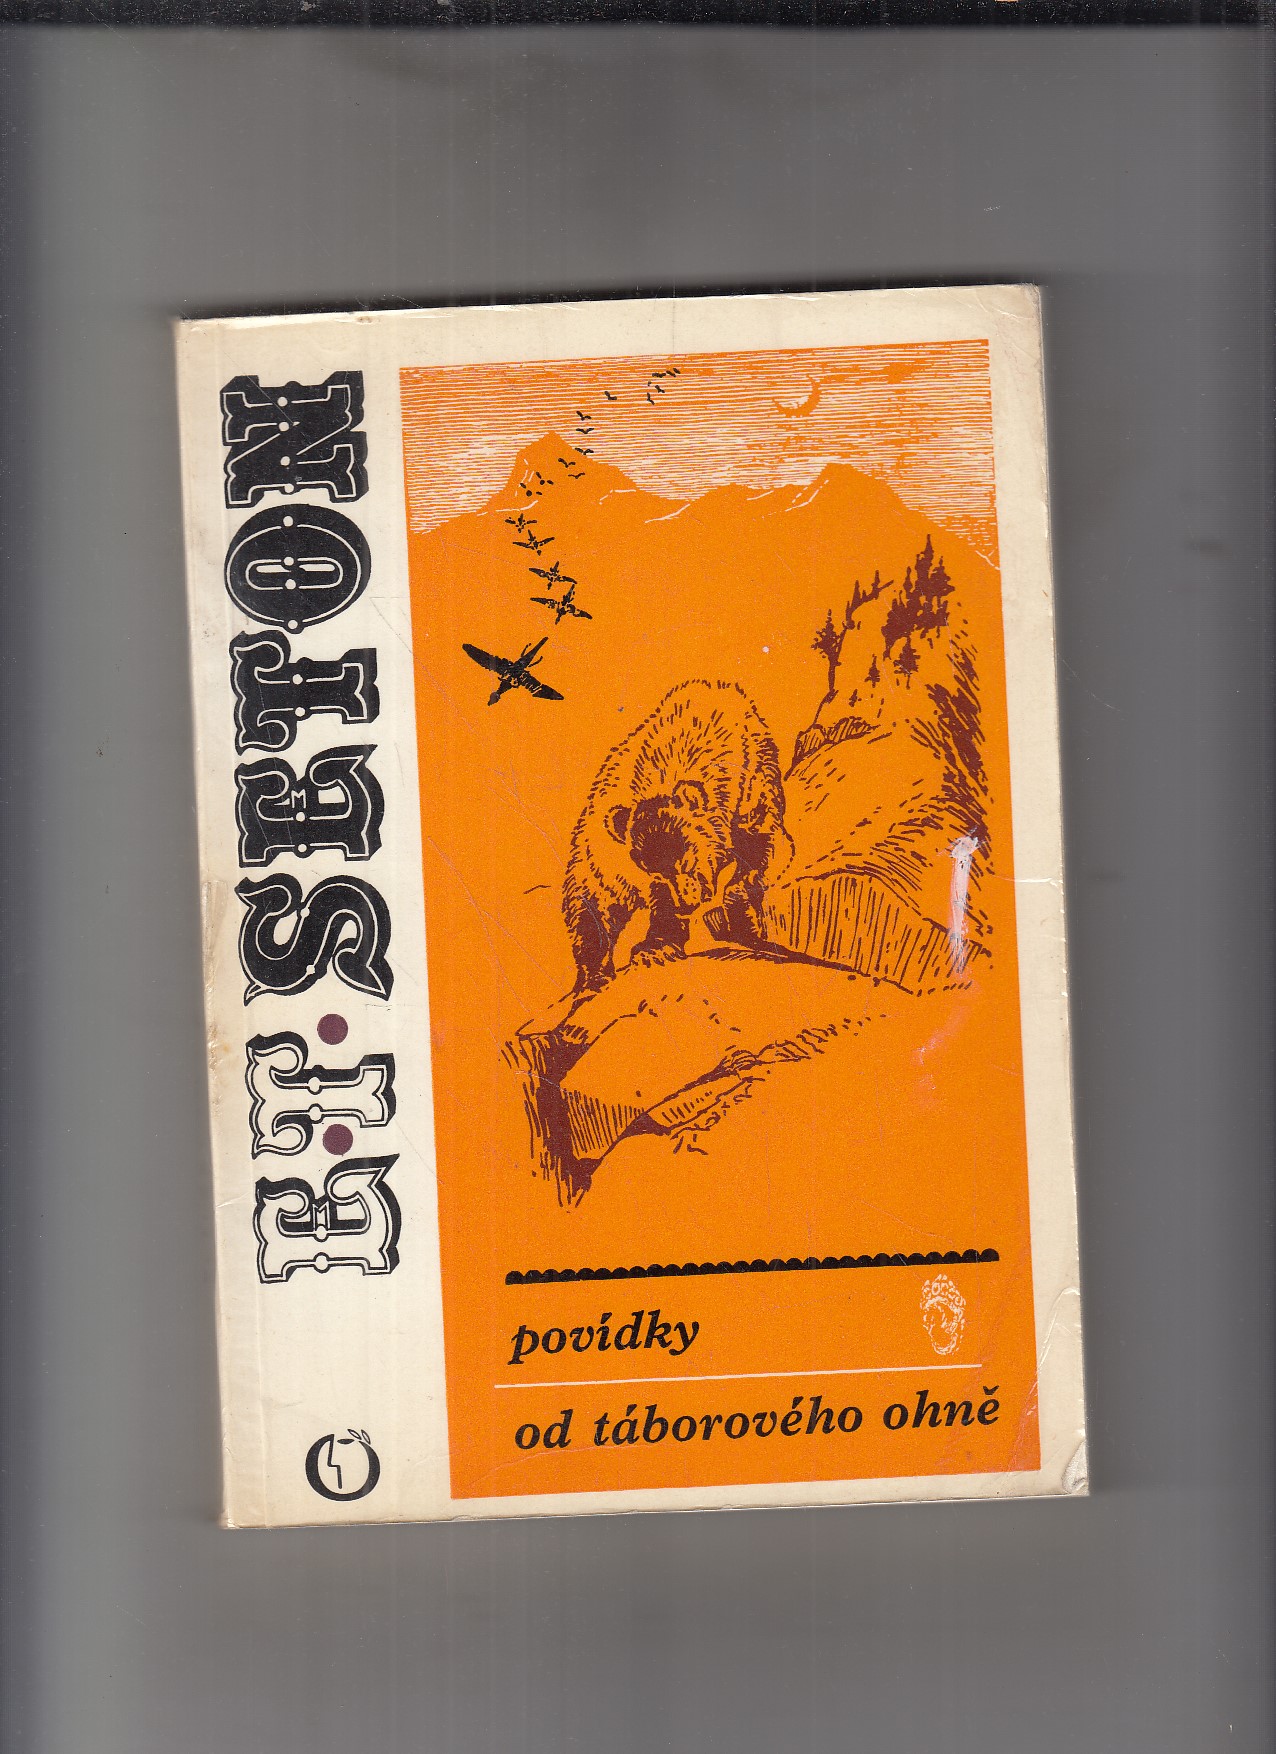 E.T. SETON
povídky
od táborového ohně